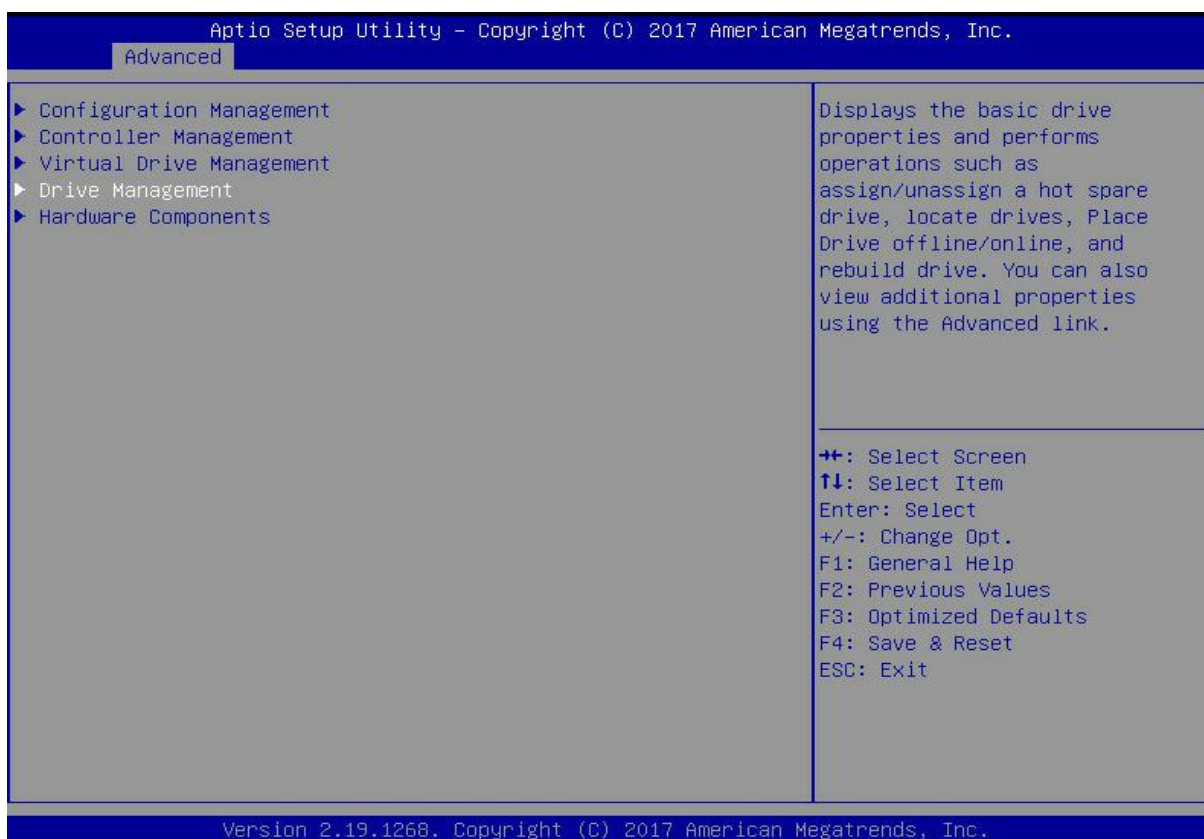 Aptio Setup Utility – Copyright (C) 2017 American Megatrends, Inc.
Advanced
▶ Configuration Management
▶ Controller Management
▶ Virtual Drive Management
▶ Drive Management
▶ Hardware Components
Displays the basic drive
properties and performs
operations such as
assign/unassign a hot spare
drive, locate drives, Place
Drive offline/online, and
rebuild drive. You can also
view additional properties
using the Advanced link.
→←: Select Screen
↑↓: Select Item
Enter: Select
+/-: Change Opt.
F1: General Help
F2: Previous Values
F3: Optimized Defaults
F4: Save & Reset
ESC: Exit
Version 2.19.1268. Copyright (C) 2017 American Megatrends, Inc.